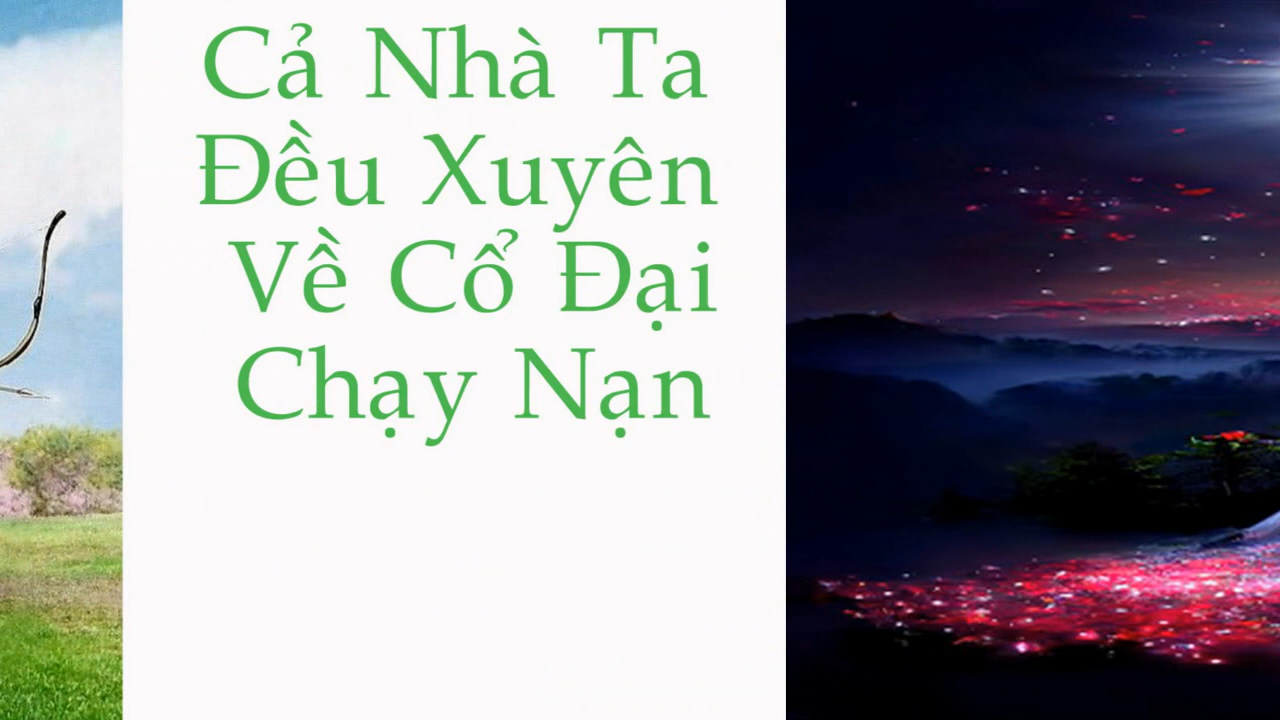 Cả Nhà Ta
Đều Xuyên
Về Cổ Đại
Chạy Nạn